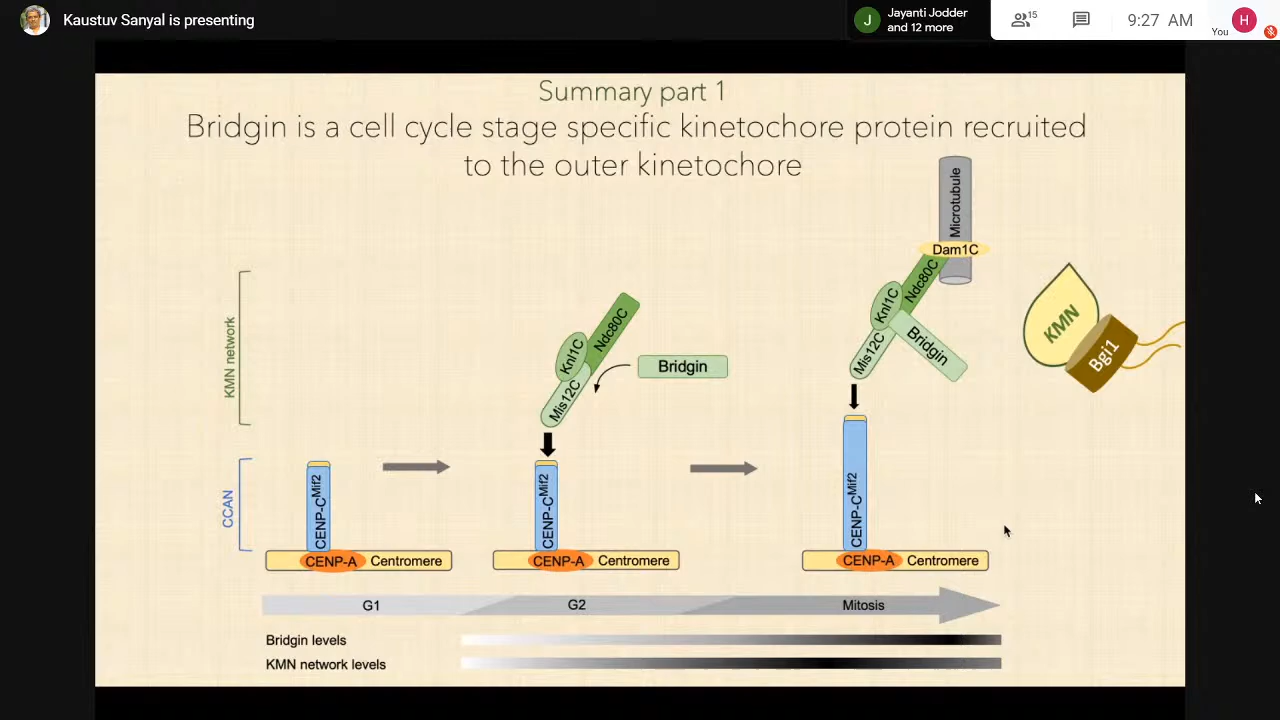 Kaustuv Sanyal is presenting
J
Jayanti Jodder
and 12 more
15
9:27 AM
You
H
Summary part 1
Bridgin is a cell cycle stage specific kinetochore protein recruited
to the outer kinetochore
Microtubule
Dam1C
Ndc80C
Knl1C
Mis12C
Bridgin
KMN
Bgi1
KMN network
Ndc80C
Knl1C
Mis12C
Bridgin
CCAN
CENP-C^Mif2
CENP-C^Mif2
CENP-C^Mif2
CENP-A Centromere
CENP-A Centromere
CENP-A Centromere
G1
G2
Mitosis
Bridgin levels
KMN network levels